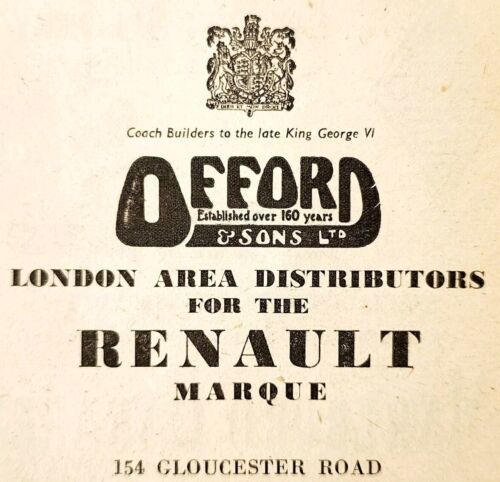 Coach Builders to the late King George VI
OFFORD
Established over 160 years
& SONS LTD
LONDON AREA DISTRIBUTORS
FOR THE
RENAULT
MARQUE
154 GLOUCESTER ROAD